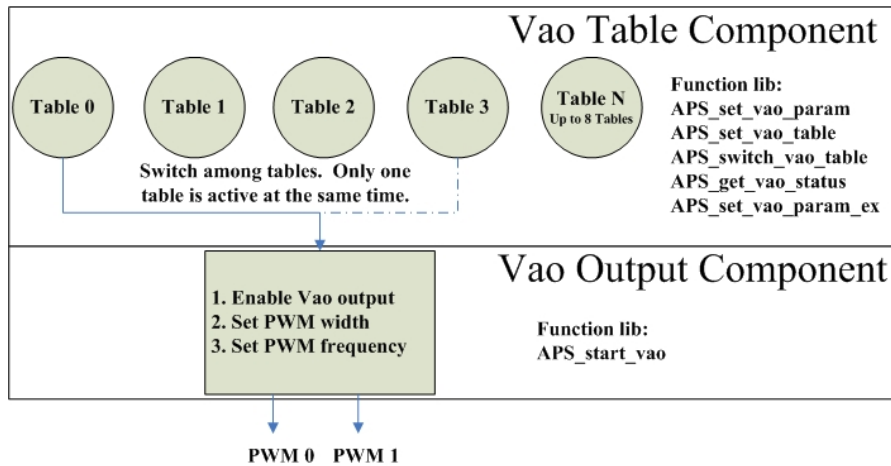 Vao Table Component
Table 0
Table 1
Table 2
Table 3
Table N
Up to 8 Tables
Function lib:
APS_set_vao_param
APS_set_vao_table
APS_switch_vao_table
APS_get_vao_status
APS_set_vao_param_ex
Switch among tables. Only one
table is active at the same time.
Vao Output Component
1. Enable Vao output
2. Set PWM width
3. Set PWM frequency
Function lib:
APS_start_vao
PWM 0 PWM 1